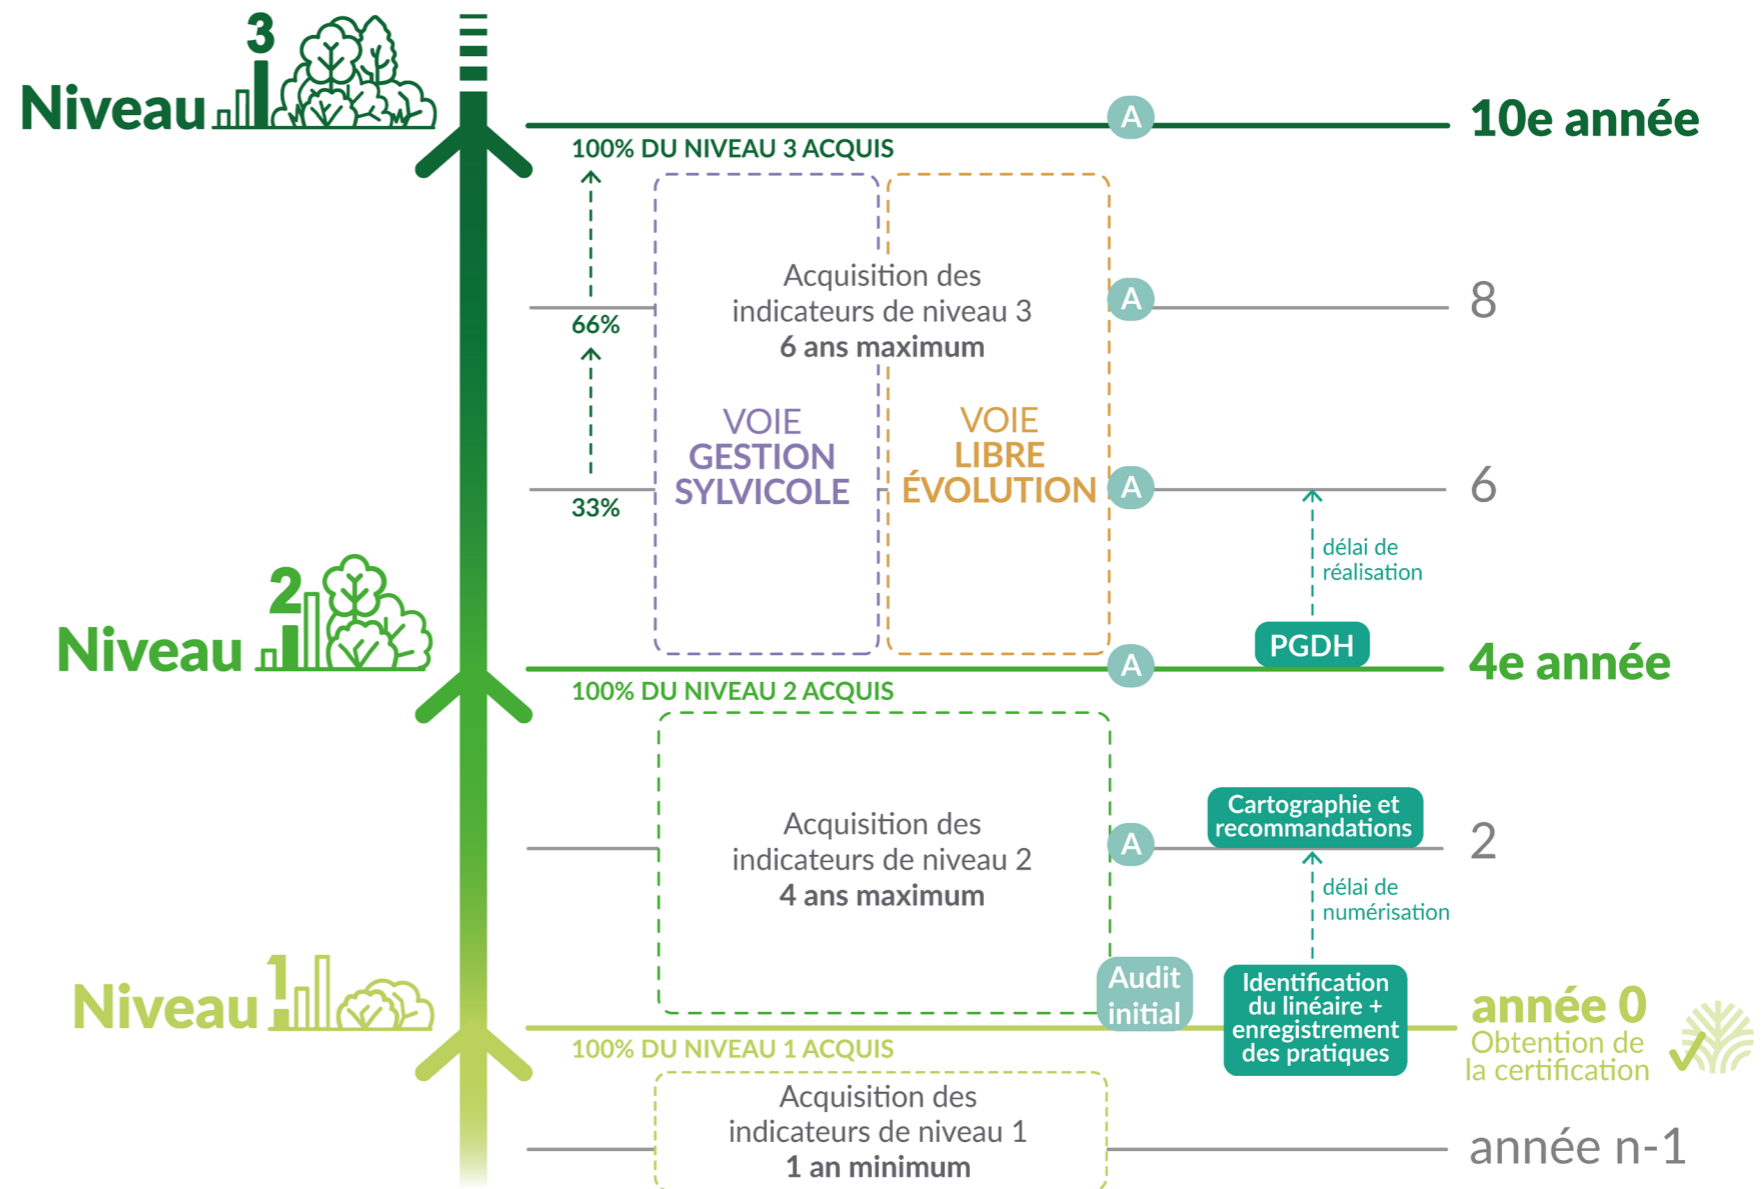 3
Niveau
A
10e année
100% DU NIVEAU 3 ACQUIS
Acquisition des
indicateurs de niveau 3
6 ans maximum
A
8
66%
VOIE
GESTION
SYLVICOLE
VOIE
LIBRE
ÉVOLUTION
A
6
33%
délai de
réalisation
2
Niveau
PGDH
A
4e année
100% DU NIVEAU 2 ACQUIS
Acquisition des
indicateurs de niveau 2
4 ans maximum
A
Cartographie et
recommandations
2
délai de
numérisation
1
Niveau
Audit
initial
Identification
du linéaire +
enregistrement
des pratiques
année 0
Obtention de
la certification
100% DU NIVEAU 1 ACQUIS
Acquisition des
indicateurs de niveau 1
1 an minimum
année n-1